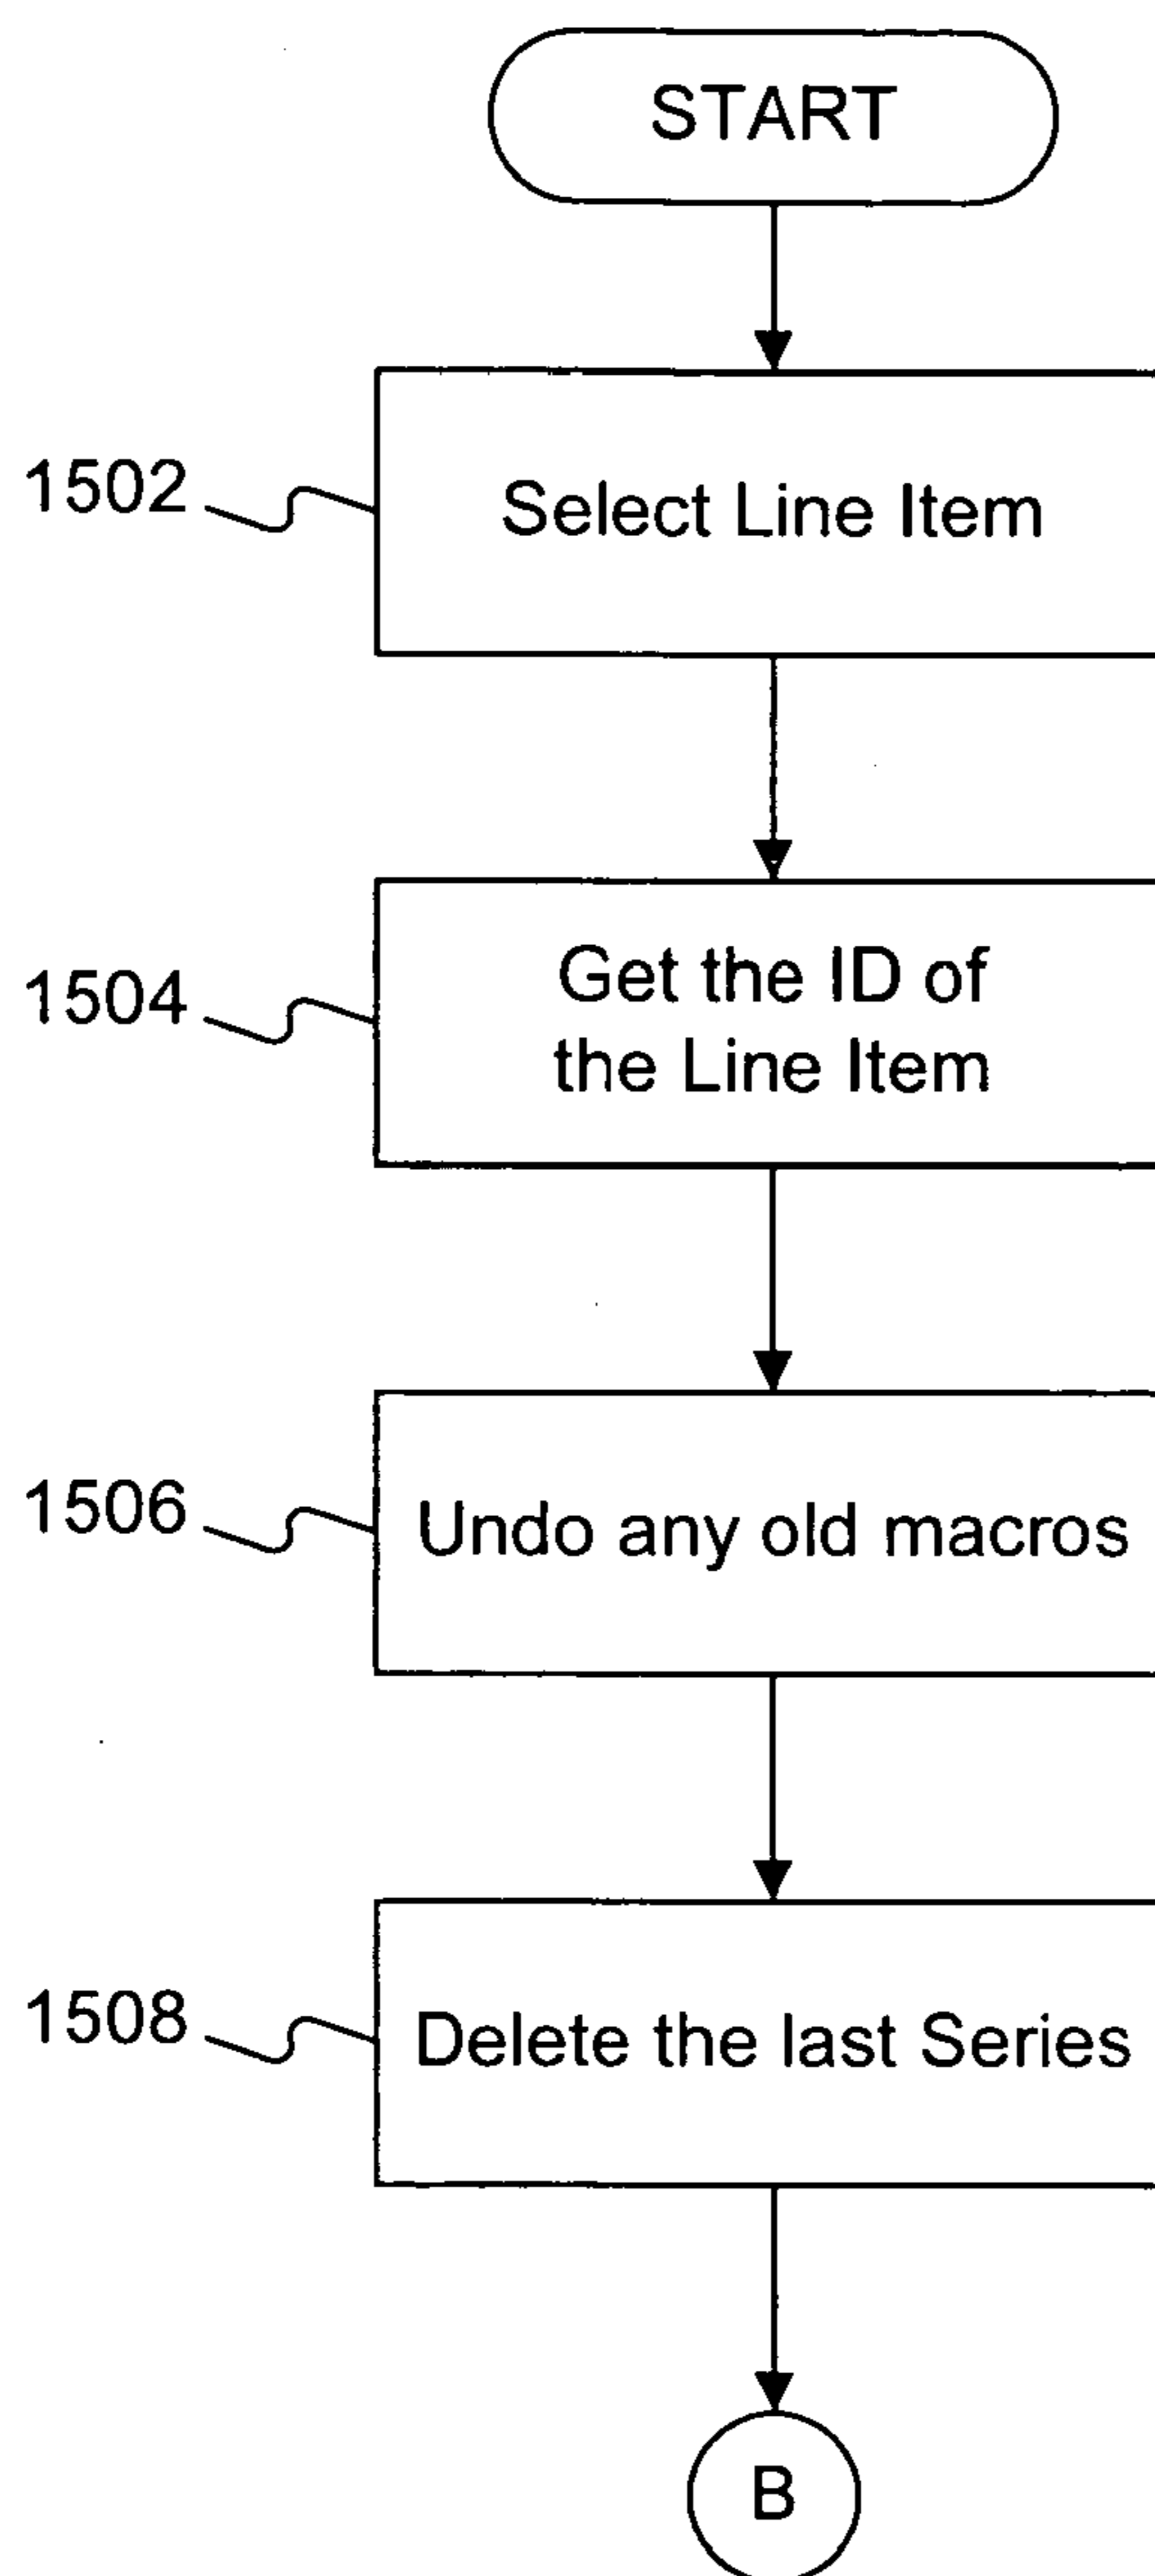 START
1502
Select Line Item
1504
Get the ID of
the Line Item
1506
Undo any old macros
1508
Delete the last Series
B